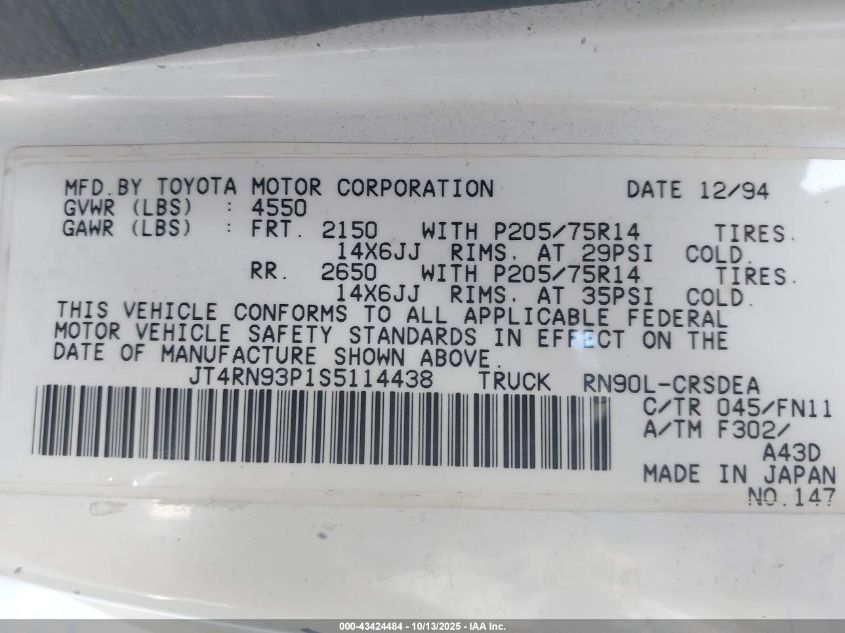 MFD.BY TOYOTA MOTOR CORPORATION DATE 12/94
GVWR (LBS) : 4550
GAWR (LBS) : FRT. 2150 WITH P205/75R14 TIRES.
14X6JJ RIMS. AT 29PSI COLD.
RR. 2650 WITH P205/75R14 TIRES.
14X6JJ RIMS. AT 35PSI COLD.
THIS VEHICLE CONFORMS TO ALL APPLICABLE FEDERAL
MOTOR VEHICLE SAFETY STANDARDS IN EFFECT ON THE
DATE OF MANUFACTURE SHOWN ABOVE.
JT4RN93P1S5114438 TRUCK RN90L-CRSDEA
C/TR 045/FN11
A/TM F302/
A43D
MADE IN JAPAN
NO.147
000-43424484 - 10/13/2025 - IAA Inc.